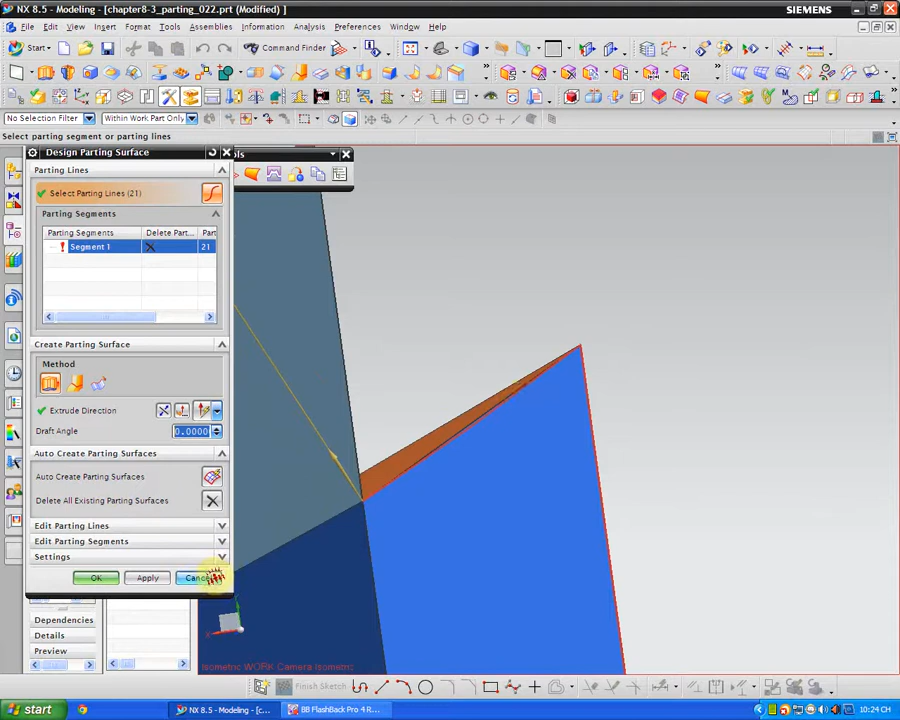 NX 8.5 - Modeling - [chapter8-3_parting_022.prt (Modified) ]
SIEMENS
File Edit View Insert Format Tools Assemblies Information Analysis Preferences Window Help
Start
Command Finder
No Selection Filter
Within Work Part Only
Select parting segment or parting lines
Design Parting Surface
ols
Parting Lines
Select Parting Lines (21)
Parting Segments
Parting Segments Delete Part... Part
Segment 1 21
Create Parting Surface
Method
Extrude Direction
Draft Angle
0.0000
Auto Create Parting Surfaces
Auto Create Parting Surfaces
Delete All Existing Parting Surfaces
Edit Parting Lines
Edit Parting Segments
Settings
OK Apply Cancel
Dependencies
Details
Preview
X
Isometric WORK Camera Isometric
Finish Sketch
start
NX 8.5 - Modeling - [c...
BB FlashBack Pro 4 R...
10:24 CH